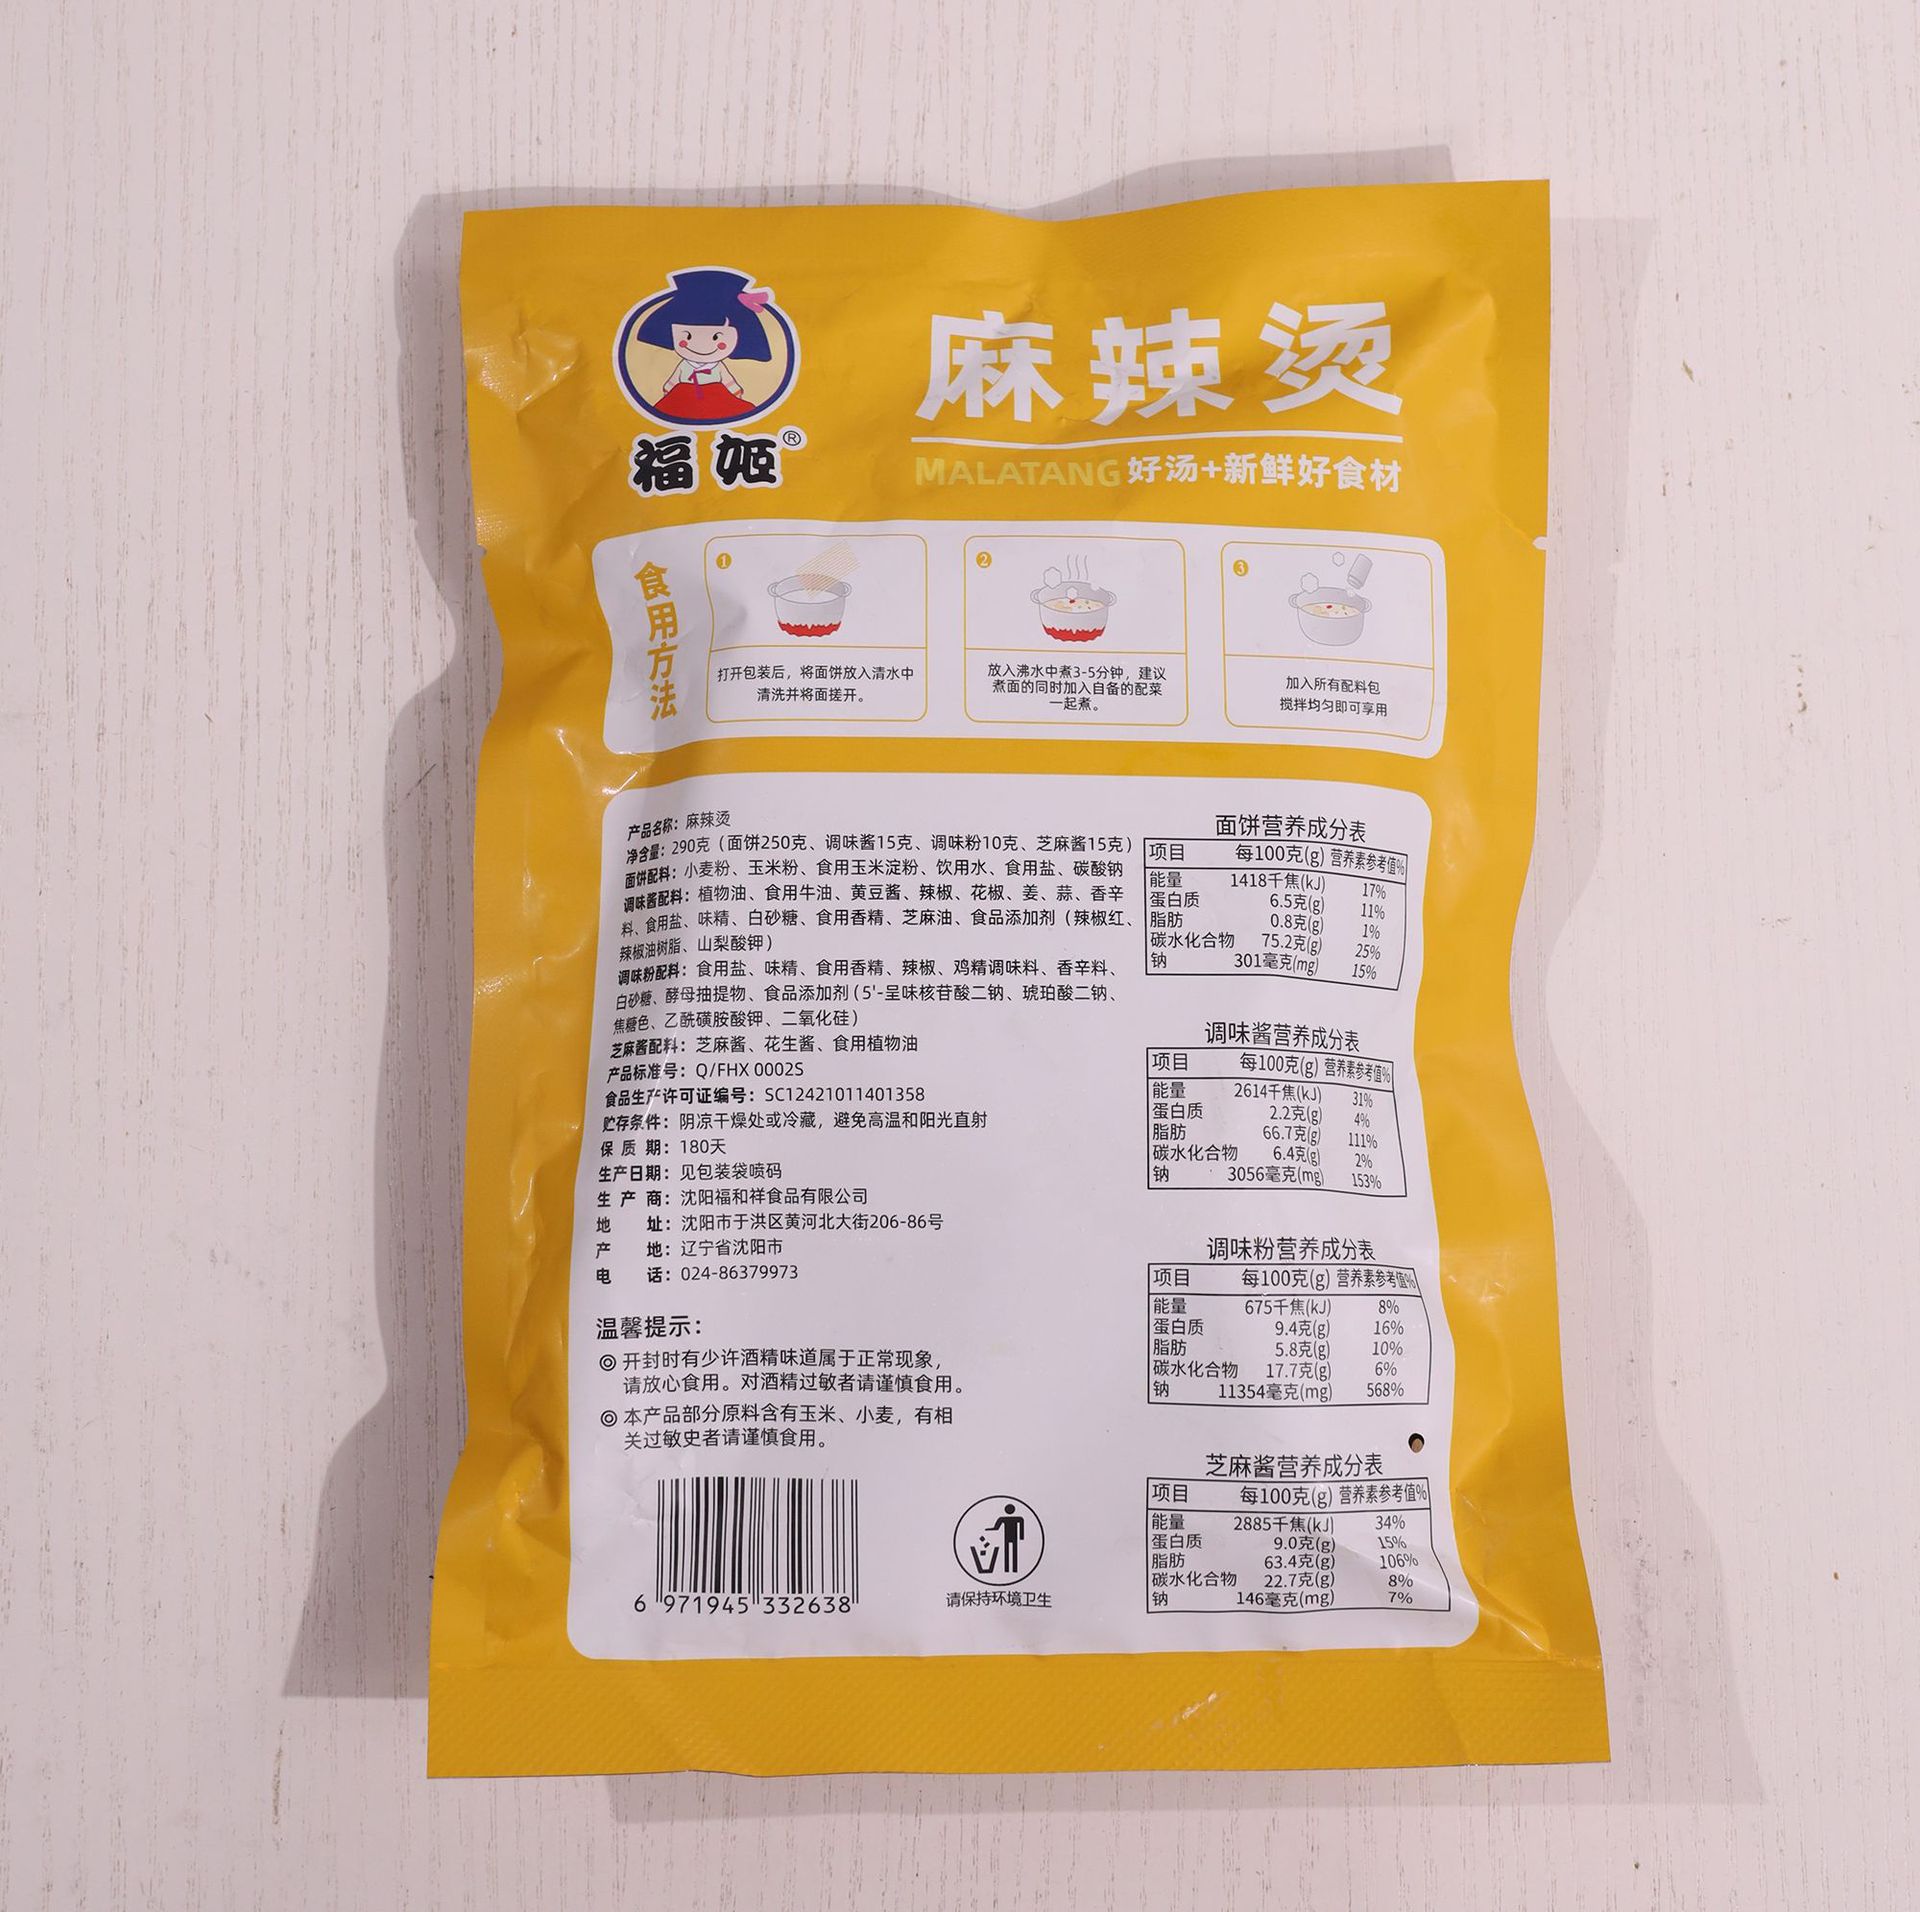 福姬®
麻辣烫
MALATANG 好汤+新鲜好食材
食用方法
1
打开包装后，将面饼放入清水中
清洗并将面搓开。
2
放入沸水中煮3-5分钟，建议
煮面的同时加入自备的配菜
一起煮。
3
加入所有配料包
搅拌均匀即可享用
产品名称：麻辣烫
净含量：290克（面饼250克、调味酱15克、调味粉10克、芝麻酱15克）
面饼配料：小麦粉、玉米粉、食用玉米淀粉、饮用水、食用盐、碳酸钠
调味酱配料：植物油、食用牛油、黄豆酱、辣椒、花椒、姜、蒜、香辛
料、食用盐、味精、白砂糖、食用香精、芝麻油、食品添加剂（辣椒红、
辣椒油树脂、山梨酸钾）
调味粉配料：食用盐、味精、食用香精、辣椒、鸡精调味料、香辛料、
白砂糖、酵母抽提物、食品添加剂（5'-呈味核苷酸二钠、琥珀酸二钠、
焦糖色、乙酰磺胺酸钾、二氧化硅）
芝麻酱配料：芝麻酱、花生酱、食用植物油
产品标准号：Q/FHX 0002S
食品生产许可证编号：SC12421011401358
贮存条件：阴凉干燥处或冷藏，避免高温和阳光直射
保质期：180天
生产日期：见包装袋喷码
生产商：沈阳福和祥食品有限公司
地址：沈阳市于洪区黄河北大街206-86号
产地：辽宁省沈阳市
电话：024-86379973
温馨提示：
◎ 开封时有少许酒精味道属于正常现象，
请放心食用。对酒精过敏者请谨慎食用。
◎ 本产品部分原料含有玉米、小麦，有相
关过敏史者请谨慎食用。
6 971945 332638
请保持环境卫生
面饼营养成分表
项目 每100克(g) 营养素参考值%
能量 1418千焦(kJ) 17%
蛋白质 6.5克(g) 11%
脂肪 0.8克(g) 1%
碳水化合物 75.2克(g) 25%
钠 301毫克(mg) 15%
调味酱营养成分表
项目 每100克(g) 营养素参考值%
能量 2614千焦(kJ) 31%
蛋白质 2.2克(g) 4%
脂肪 66.7克(g) 111%
碳水化合物 6.4克(g) 2%
钠 3056毫克(mg) 153%
调味粉营养成分表
项目 每100克(g) 营养素参考值%
能量 675千焦(kJ) 8%
蛋白质 9.4克(g) 16%
脂肪 5.8克(g) 10%
碳水化合物 17.7克(g) 6%
钠 11354毫克(mg) 568%
芝麻酱营养成分表
项目 每100克(g) 营养素参考值%
能量 2885千焦(kJ) 34%
蛋白质 9.0克(g) 15%
脂肪 63.4克(g) 106%
碳水化合物 22.7克(g) 8%
钠 146毫克(mg) 7%